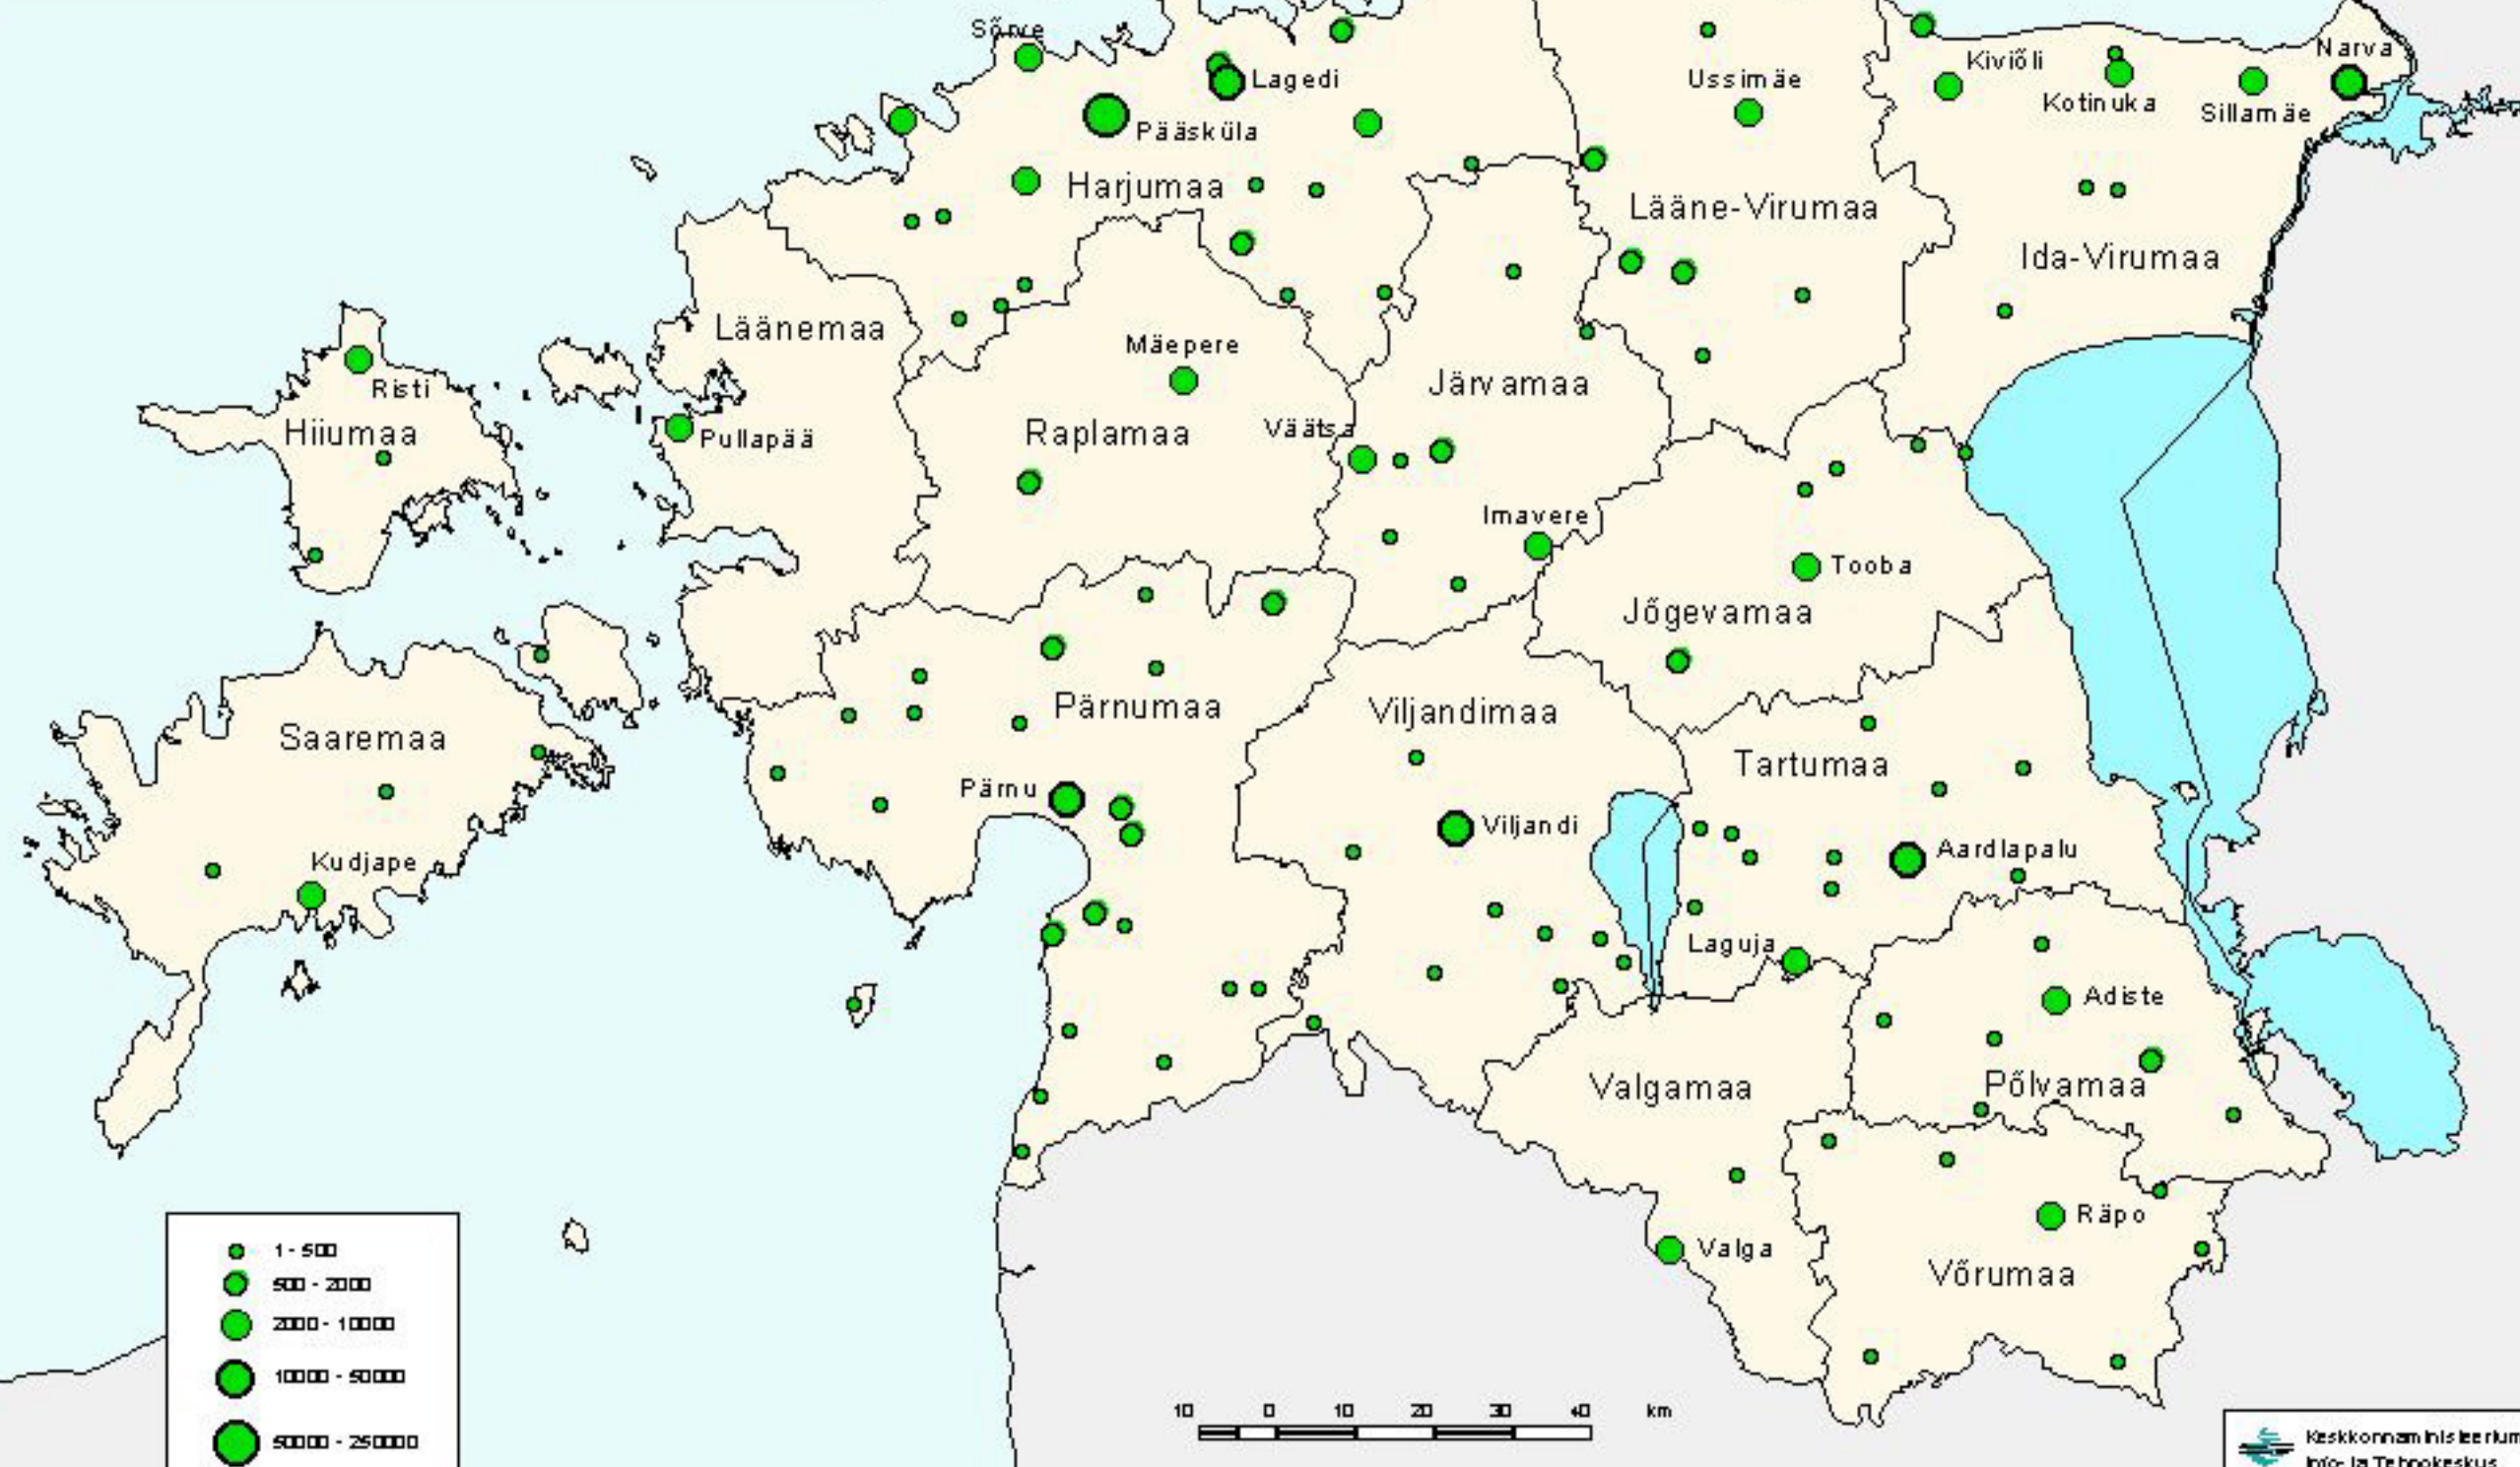 Sõrve
Lagedi
Pääsküla
Harjumaa
Ussimäe
Kiviõli
Kotinuka
Sillamäe
Narva
Lääne-Virumaa
Ida-Virumaa
Läänemaa
Risti
Hiiumaa
Pullapää
Mäepere
Raplamaa
Väätsa
Järvamaa
Imavere
Tooba
Jõgevamaa
Saaremaa
Kudjape
Pärnumaa
Pärnu
Viljandimaa
Viljandi
Tartumaa
Aardlapalu
Laguja
Adiste
Põlvamaa
Valgamaa
Valga
Räpo
Võrumaa
1 - 500
500 - 2000
2000 - 10000
10000 - 50000
50000 - 250000
10 0 10 20 30 40 km
Keskkonnaministeerium
Info- ja Tehnokeskus